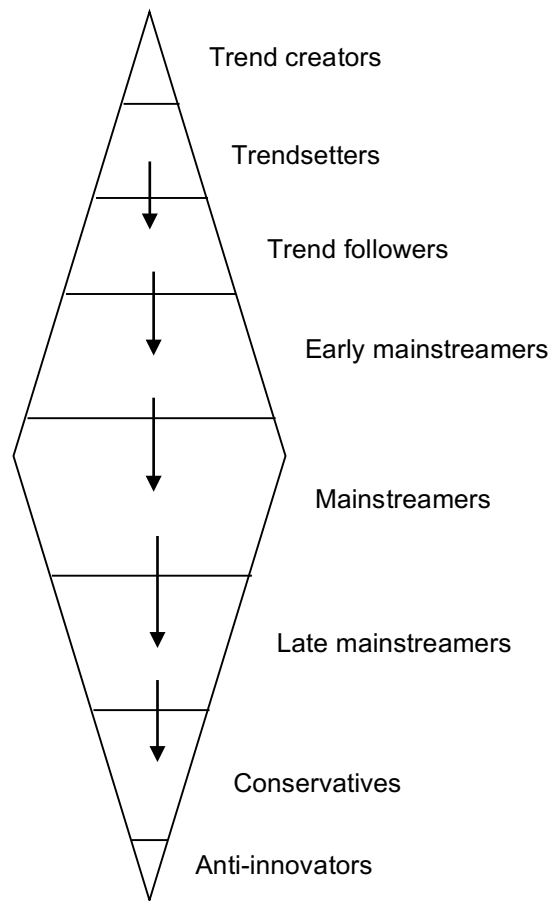 Trend creators
Trendsetters
Trend followers
Early mainstreamers
Mainstreamers
Late mainstreamers
Conservatives
Anti-innovators